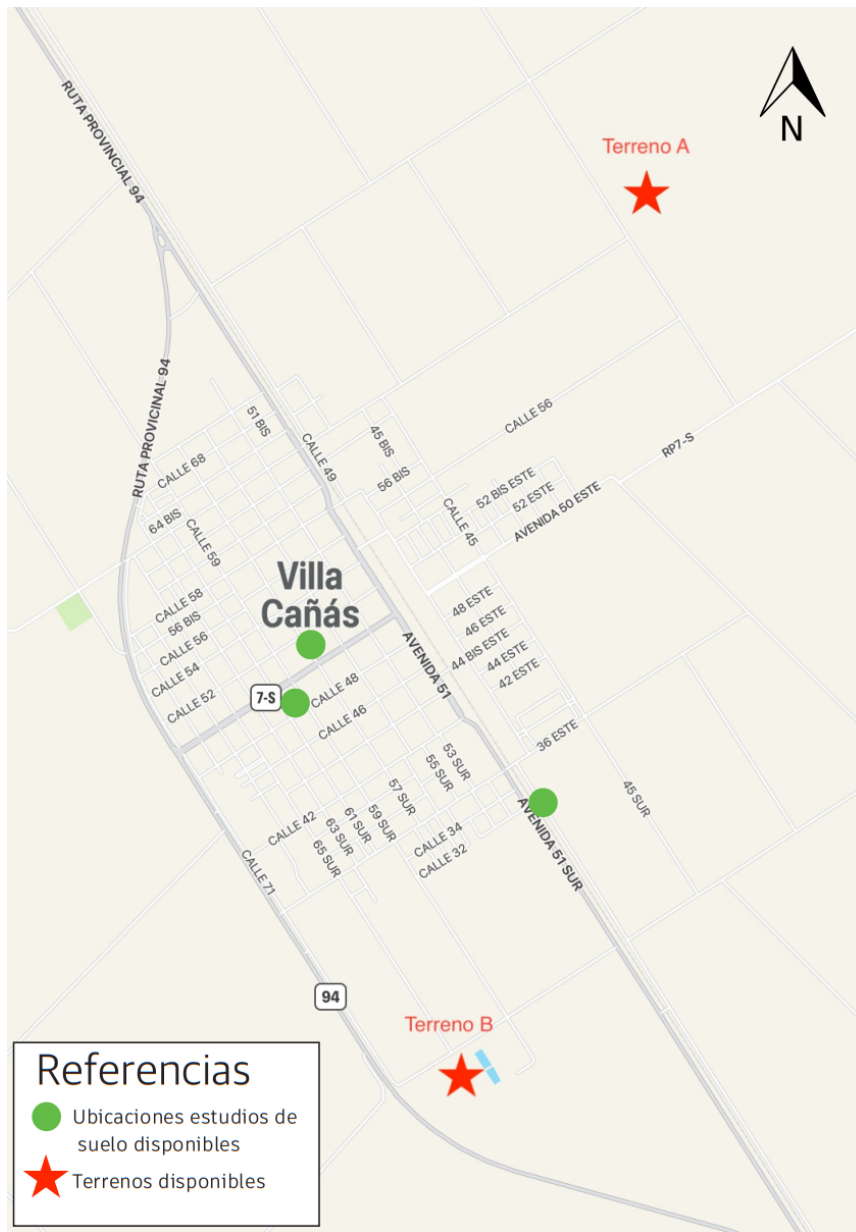 RUTA PROVINCIAL 94
N
Terreno A
RUTA PROVICINAL 94
51 BIS
45 BIS
CALLE 56
CALLE 49
RP7-S
CALLE 68
56 BIS
52 BIS ESTE
52 ESTE
AVENIDA 50 ESTE
CALLE 45
64 BIS
CALLE 59
Villa
Cañás
CALLE 58
56 BIS
CALLE 56
CALLE 54
CALLE 52
48 ESTE
46 ESTE
44 BIS ESTE
44 ESTE
42 ESTE
AVENIDA 51
7-S
CALLE 48
CALLE 46
36 ESTE
53 SUR
55 SUR
57 SUR
59 SUR
61 SUR
63 SUR
65 SUR
45 SUR
CALLE 42
CALLE 34
CALLE 32
AVENIDA 51 SUR
CALLE 71
94
Terreno B
Referencias
Ubicaciones estudios de
suelo disponibles
Terrenos disponibles